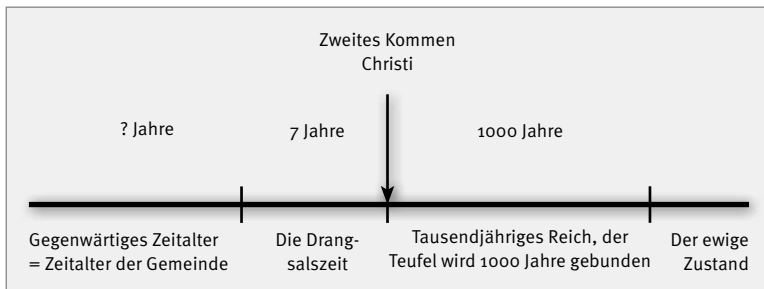 Zweites Kommen
Christi
? Jahre
7 Jahre
1000 Jahre
Gegenwärtiges Zeitalter
= Zeitalter der Gemeinde
Die Drang-
salszeit
Tausendjähriges Reich, der
Teufel wird 1000 Jahre gebunden
Der ewige
Zustand